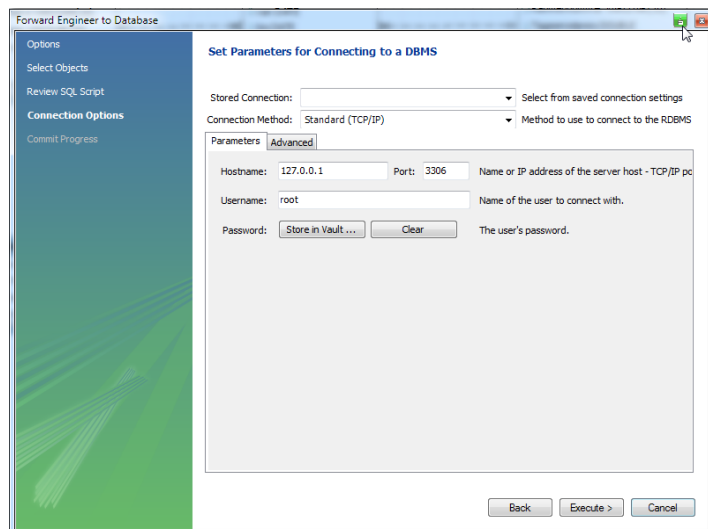 Forward Engineer to Database
Options
Select Objects
Review SQL Script
Connection Options
Commit Progress
Set Parameters for Connecting to a DBMS
Stored Connection: Select from saved connection settings
Connection Method: Standard (TCP/IP) Method to use to connect to the RDBMS
Parameters Advanced
Hostname: 127.0.0.1 Port: 3306 Name or IP address of the server host - TCP/IP pc
Username: root Name of the user to connect with.
Password: Store in Vault ... Clear The user's password.
Back Execute > Cancel